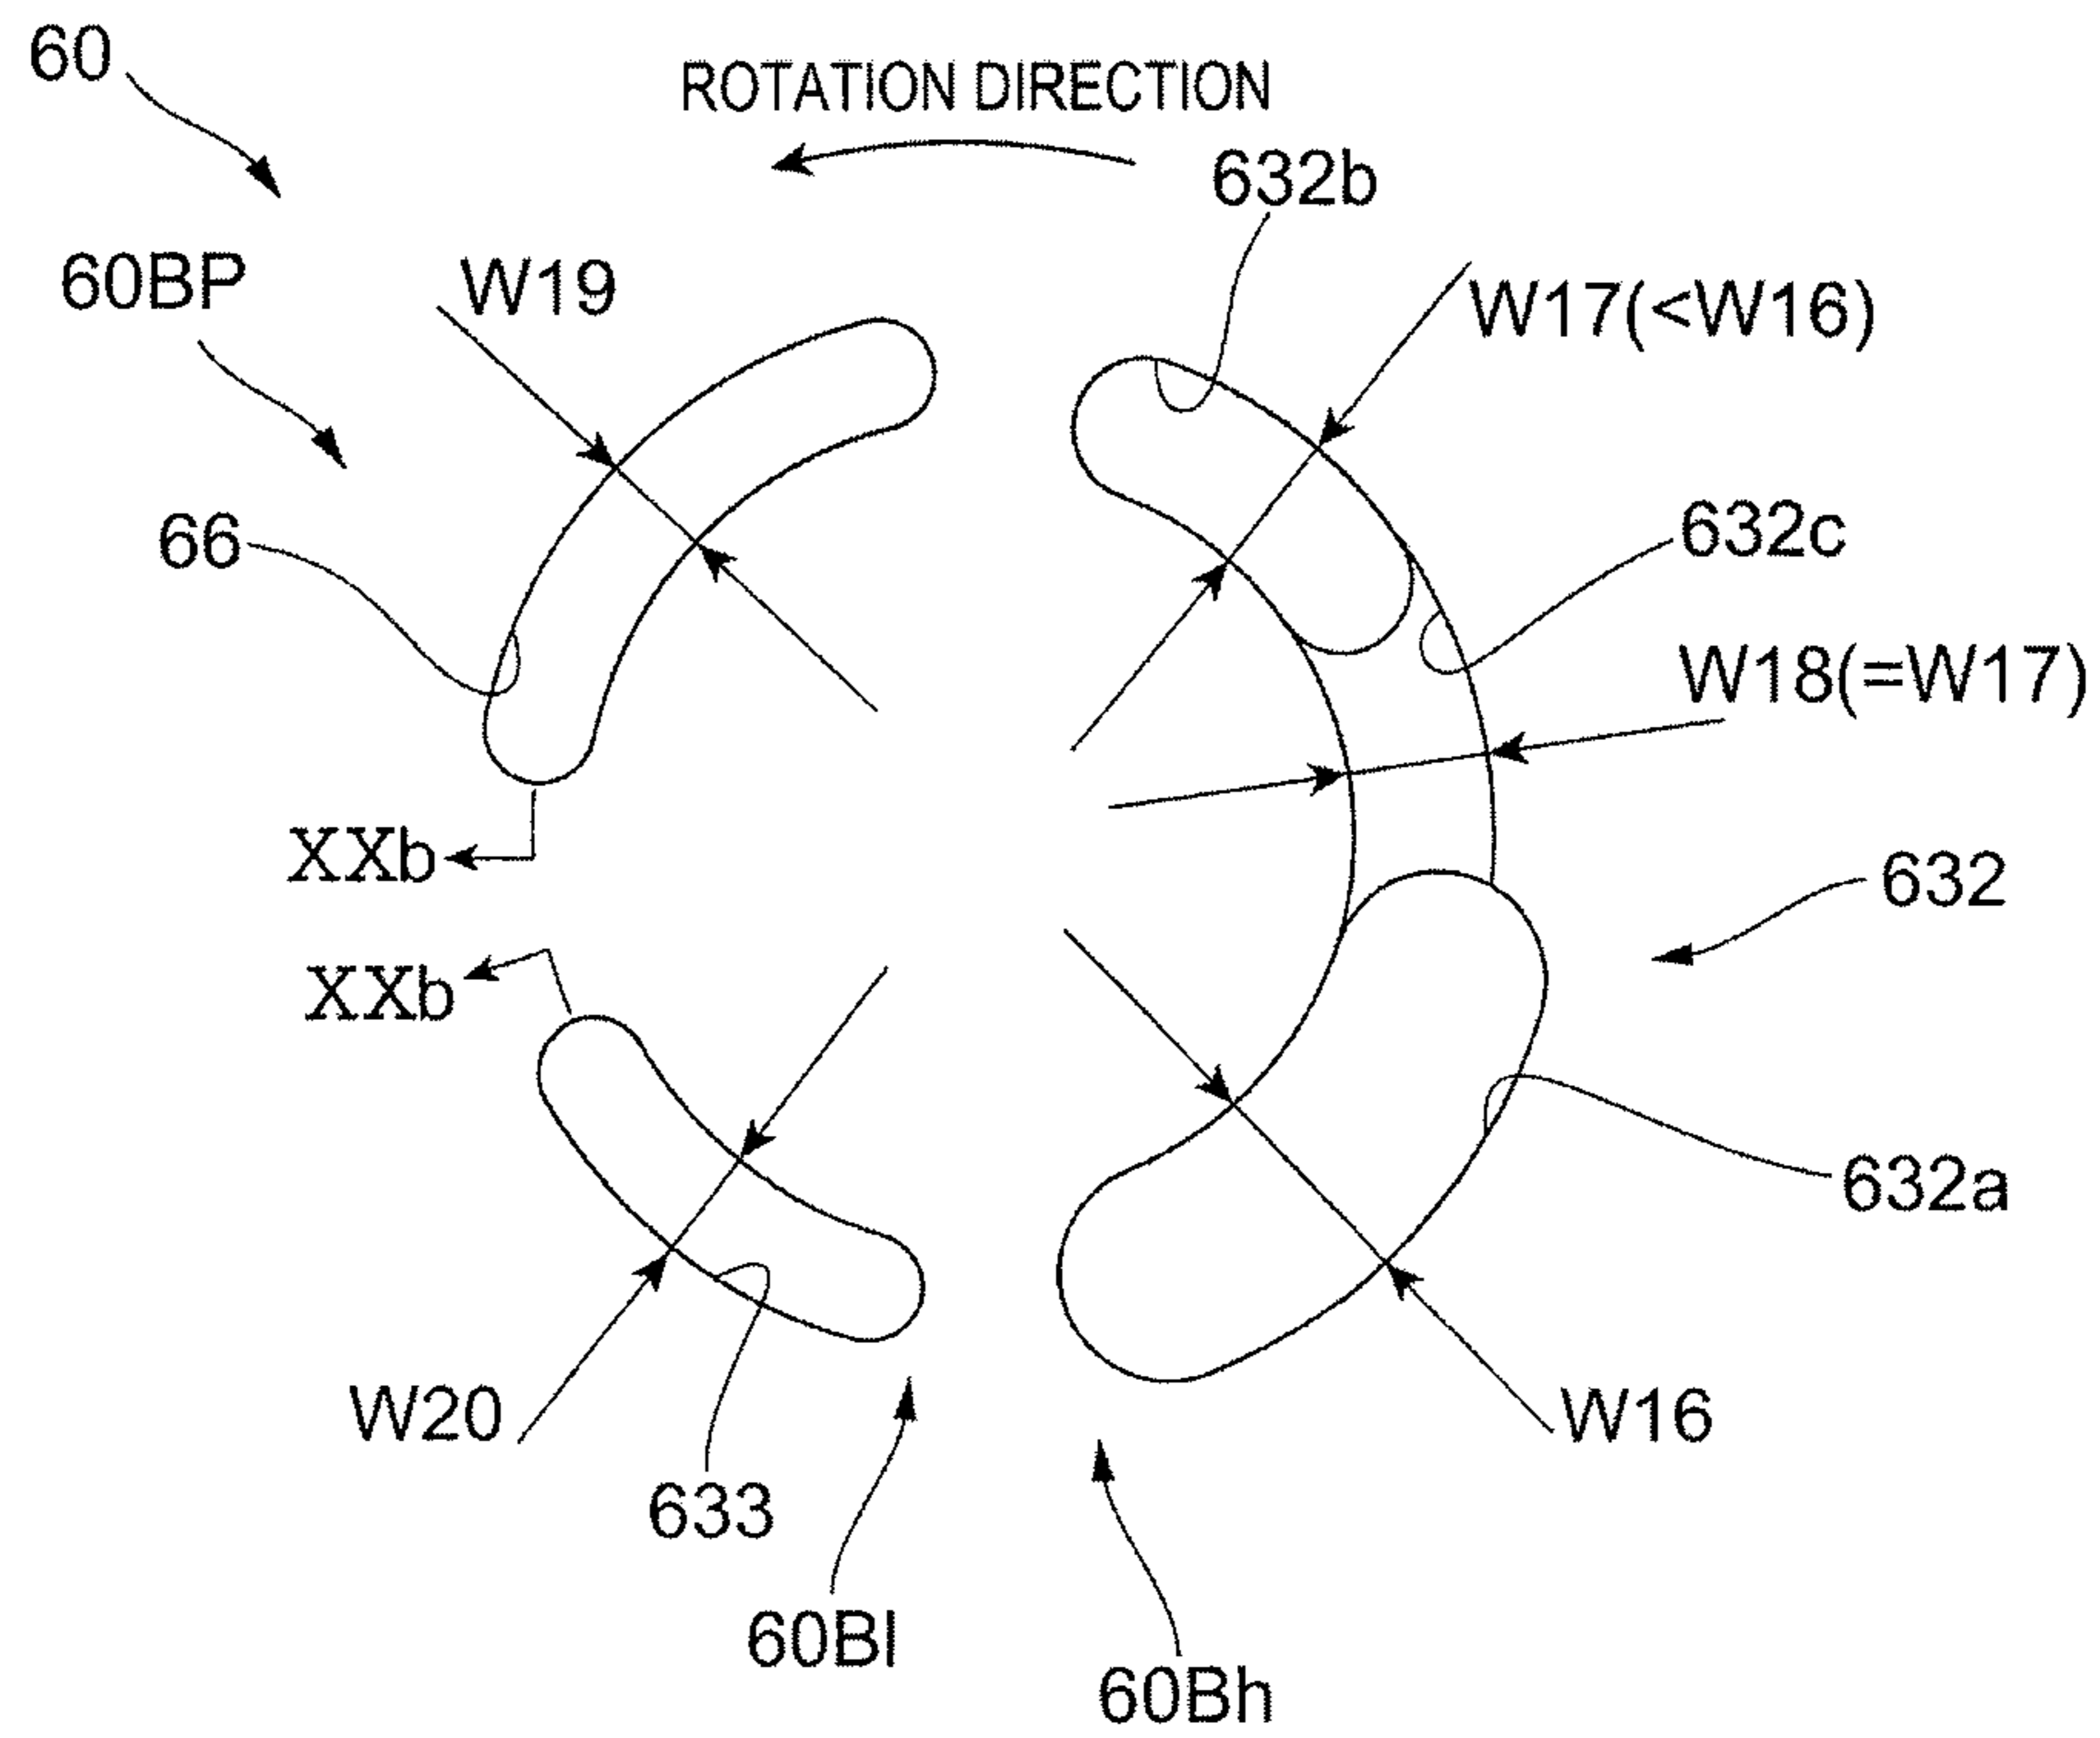 60
ROTATION DIRECTION
632b
60BP
W19
W17(<W16)
66
632c
W18(=W17)
XXb
632
XXb
632a
W20
W16
633
60Bl
60Bh